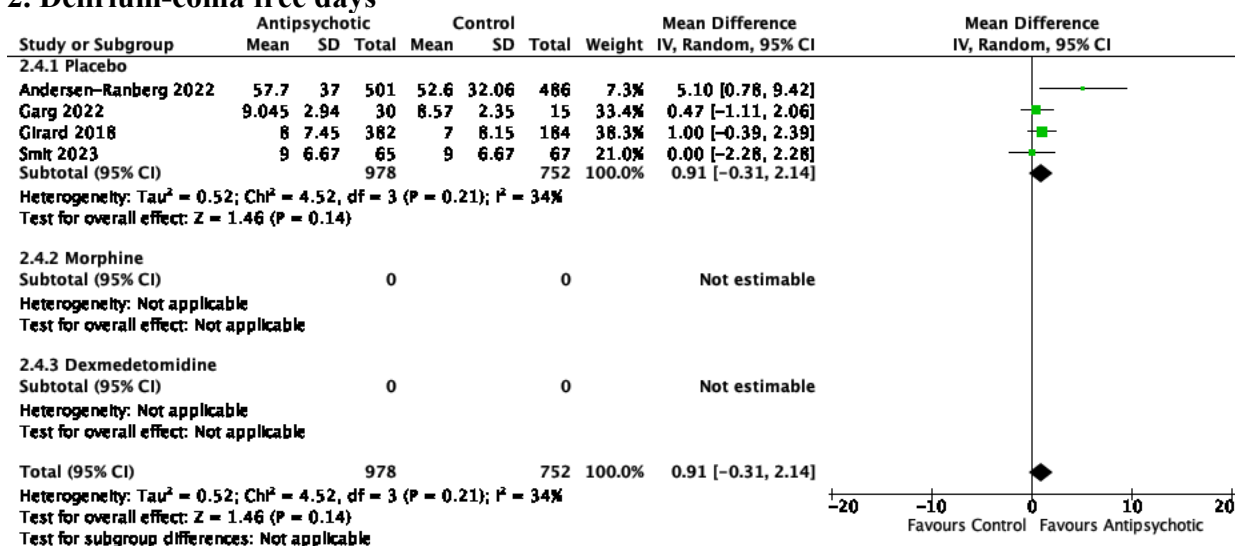 2. Delirium-coma free days
Antipsychotic Control Mean Difference Mean Difference
Study or Subgroup Mean SD Total Mean SD Total Weight IV, Random, 95% CI IV, Random, 95% CI
2.4.1 Placebo
Andersen-Ranberg 2022 57.7 37 501 52.6 32.06 486 7.3% 5.10 [0.78, 9.42]
Garg 2022 9.045 2.94 30 8.57 2.35 15 33.4% 0.47 [-1.11, 2.06]
Girard 2018 8 7.45 382 7 8.15 184 38.3% 1.00 [-0.39, 2.39]
Smit 2023 9 6.67 65 9 6.67 67 21.0% 0.00 [-2.28, 2.28]
Subtotal (95% CI) 978 752 100.0% 0.91 [-0.31, 2.14]
Heterogeneity: Tau² = 0.52; Chi² = 4.52, df = 3 (P = 0.21); I² = 34%
Test for overall effect: Z = 1.46 (P = 0.14)
2.4.2 Morphine
Subtotal (95% CI) 0 0 Not estimable
Heterogeneity: Not applicable
Test for overall effect: Not applicable
2.4.3 Dexmedetomidine
Subtotal (95% CI) 0 0 Not estimable
Heterogeneity: Not applicable
Test for overall effect: Not applicable
Total (95% CI) 978 752 100.0% 0.91 [-0.31, 2.14]
Heterogeneity: Tau² = 0.52; Chi² = 4.52, df = 3 (P = 0.21); I² = 34%
Test for overall effect: Z = 1.46 (P = 0.14)
Test for subgroup differences: Not applicable
-20 -10 0 10 20
Favours Control Favours Antipsychotic